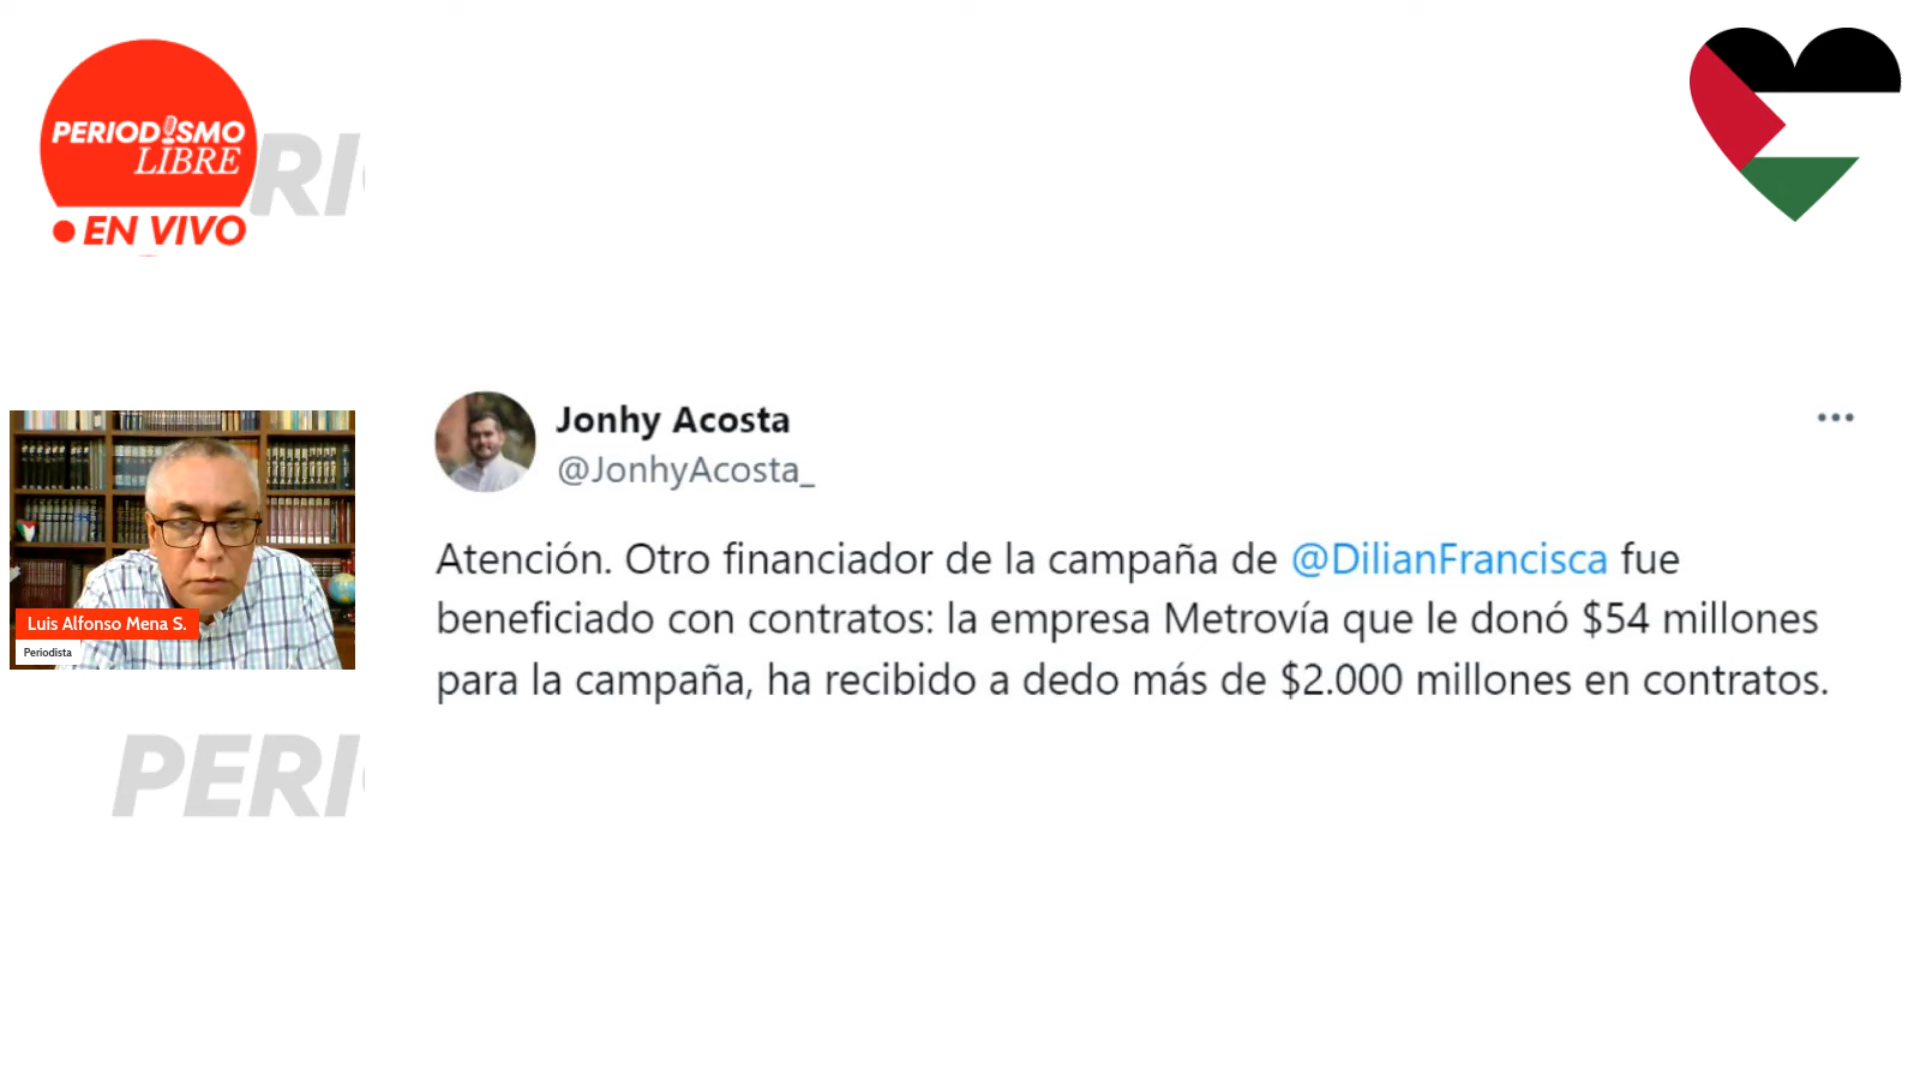 PERIODISMO
LIBRE
EN VIVO
RI
Jonhy Acosta
@JonhyAcosta_
Atención. Otro financiador de la campaña de @DilianFrancisca fue
beneficiado con contratos: la empresa Metrovía que le donó $54 millones
para la campaña, ha recibido a dedo más de $2.000 millones en contratos.
Luis Alfonso Mena S.
Periodista
PERI